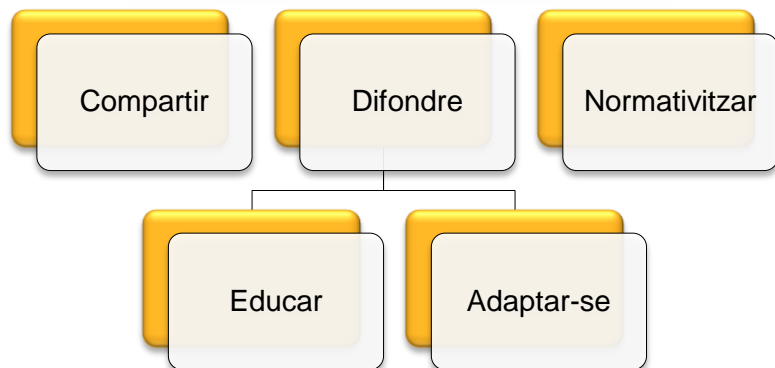 Compartir
Difondre
Normativitzar
Educar
Adaptar-se